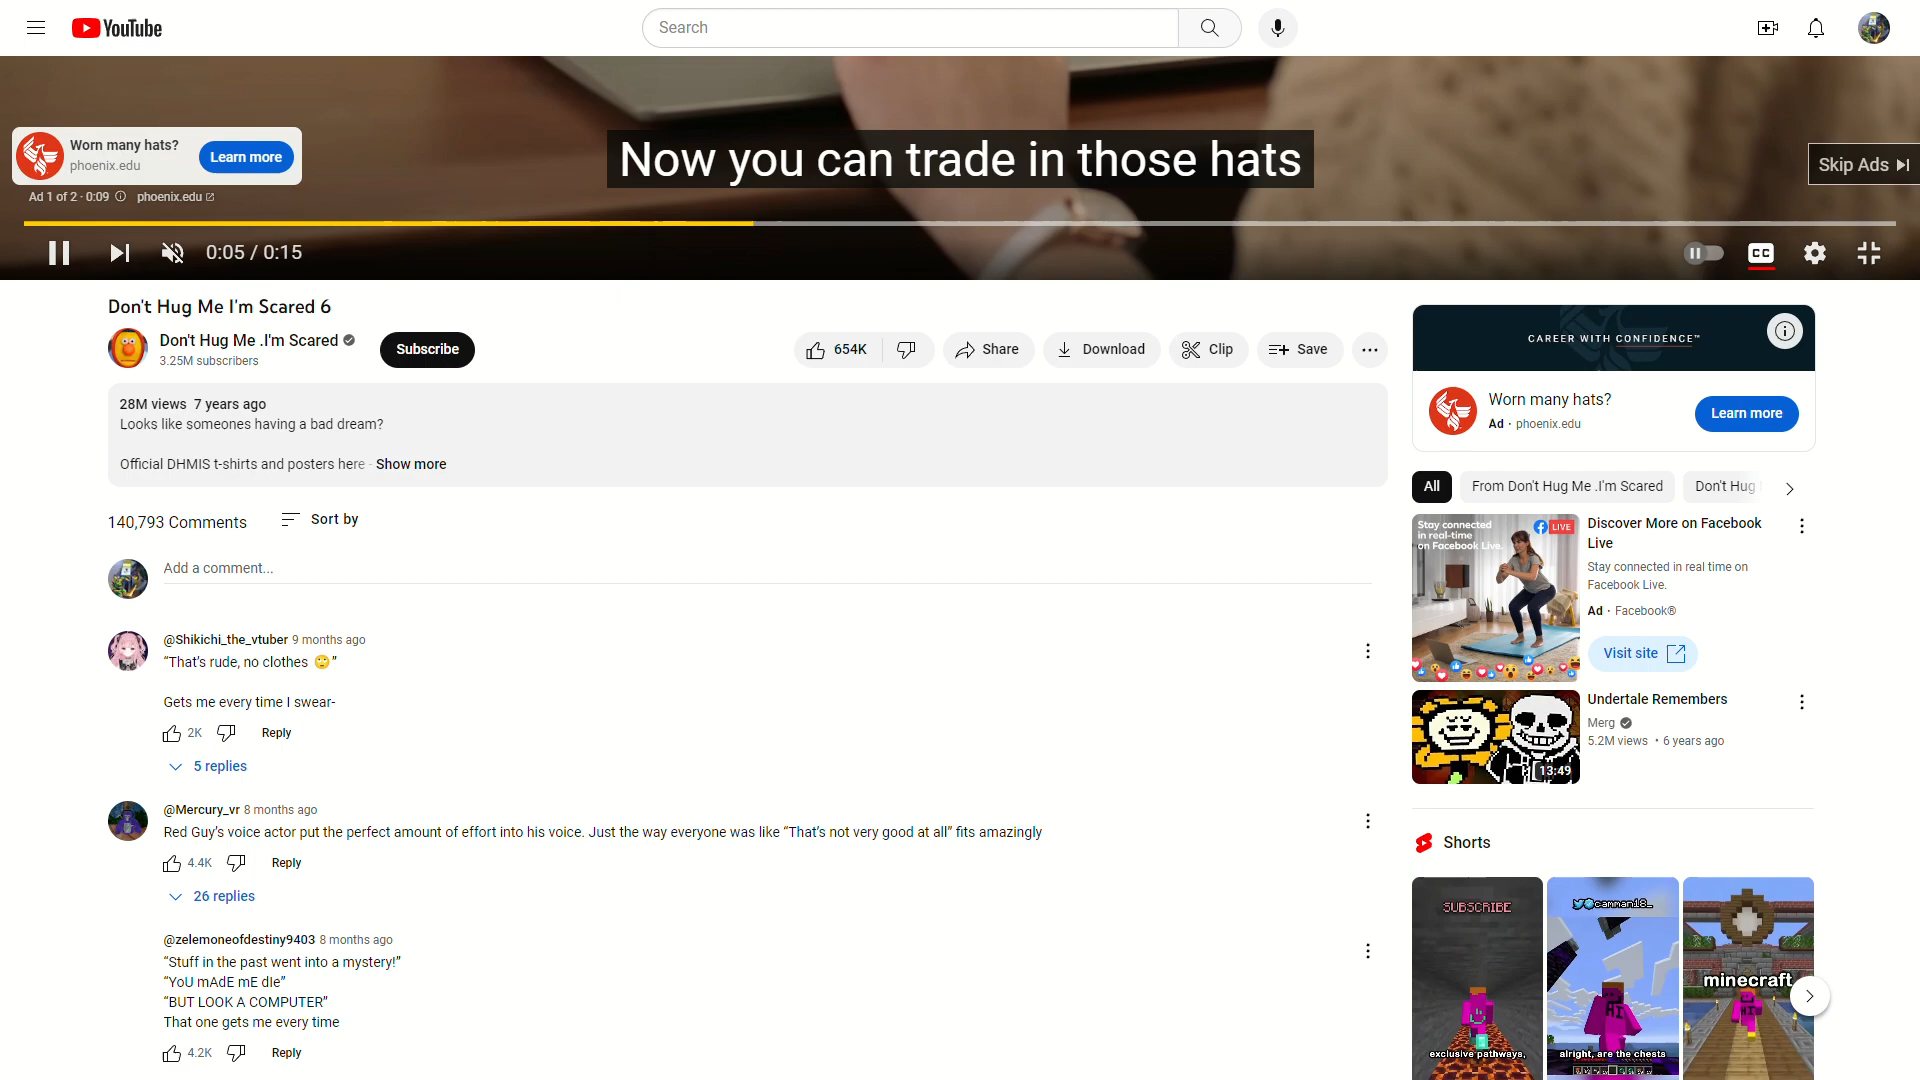 YouTube
Search
Worn many hats?
phoenix.edu
Learn more
Now you can trade in those hats
Skip Ads
Ad 1 of 2 · 0:09
phoenix.edu
0:05 / 0:15
CC
Don't Hug Me I'm Scared 6
Don't Hug Me .I'm Scared
3.25M subscribers
Subscribe
654K
Share
Download
Clip
Save
28M views 7 years ago
Looks like someones having a bad dream?
Official DHMIS t-shirts and posters here - Show more
140,793 Comments
Sort by
Add a comment...
@Shikichi_the_vtuber 9 months ago
“That’s rude, no clothes 🙄”
Gets me every time I swear-
2K
Reply
5 replies
@Mercury_vr 8 months ago
Red Guy’s voice actor put the perfect amount of effort into his voice. Just the way everyone was like “That’s not very good at all” fits amazingly
4.4K
Reply
26 replies
@zelemoneofdestiny9403 8 months ago
“Stuff in the past went into a mystery!”
“YoU mAdE mE dIe”
“BUT LOOK A COMPUTER”
That one gets me every time
4.2K
Reply
CAREER WITH CONFIDENCE™
Worn many hats?
Ad · phoenix.edu
Learn more
All
From Don't Hug Me .I'm Scared
Don't Hug
Stay connected
in real-time
on Facebook Live.
LIVE
Discover More on Facebook
Live
Stay connected in real time on
Facebook Live.
Ad · Facebook®
Visit site
13:49
Undertale Remembers
Merg
5.2M views • 6 years ago
Shorts
SUBSCRIBE
exclusive pathways,
@camman18_
HI
alright, are the chests
minecraft
HI